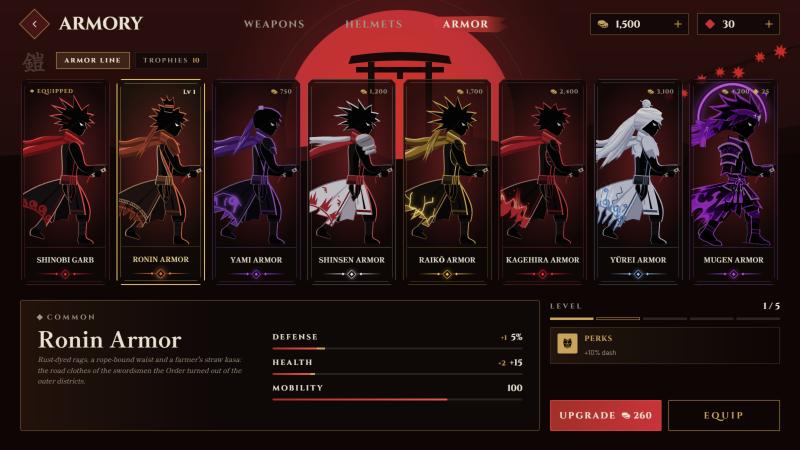 ARMORY
WEAPONS HELMETS ARMOR
1,500 + 30 +
鎧 ARMOR LINE TROPHIES 10
EQUIPPED LV 1 750 1,200 1,700 2,400 3,100 4,200 25
SHINOBI GARB RONIN ARMOR YAMI ARMOR SHINSEN ARMOR RAIKŌ ARMOR KAGEHIRA ARMOR YŪREI ARMOR MUGEN ARMOR
COMMON
Ronin Armor
Rust-dyed rags, a rope-bound waist and a farmer's straw kasa:
the road clothes of the swordsmen the Order turned out of the
outer districts.
DEFENSE +1 5%
HEALTH +2 +15
MOBILITY 100
LEVEL 1 / 5
PERKS
+10% dash
UPGRADE 260 EQUIP